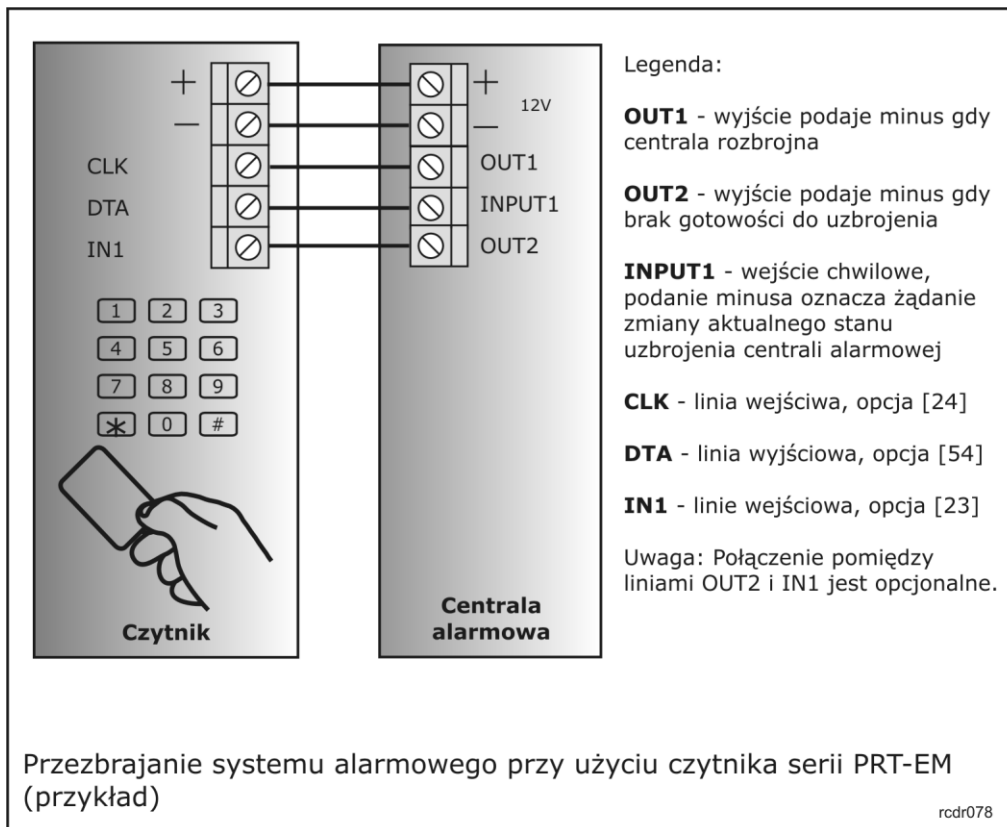 +
−
CLK
DTA
IN1
1 2 3
4 5 6
7 8 9
* 0 #
Czytnik
+
12V
−
OUT1
INPUT1
OUT2
Centrala
alarmowa
Legenda:
OUT1 - wyjście podaje minus gdy
centrala rozbrojna
OUT2 - wyjście podaje minus gdy
brak gotowości do uzbrojenia
INPUT1 - wejście chwilowe,
podanie minusa oznacza żądanie
zmiany aktualnego stanu
uzbrojenia centrali alarmowej
CLK - linia wejściwa, opcja [24]
DTA - linia wyjściowa, opcja [54]
IN1 - linie wejściowa, opcja [23]
Uwaga: Połączenie pomiędzy
liniami OUT2 i IN1 jest opcjonalne.
Przezbrajanie systemu alarmowego przy użyciu czytnika serii PRT-EM
(przykład)
rcdr078